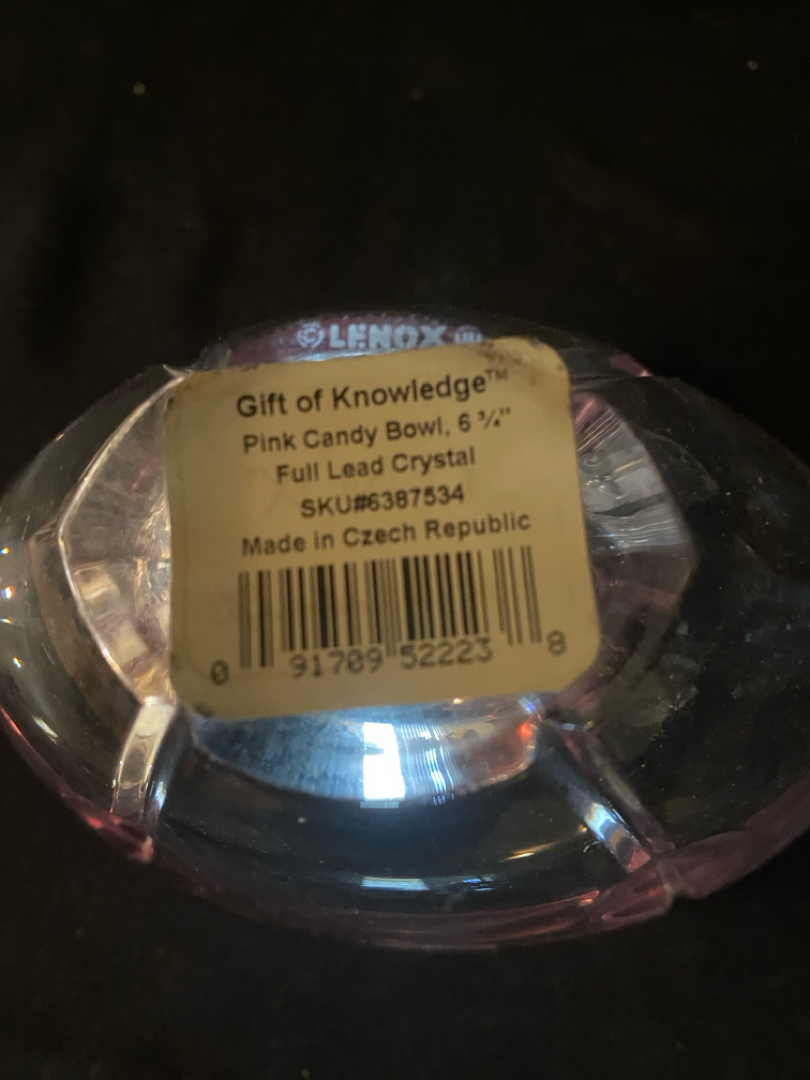 © LENOX ®
Gift of Knowledge™
Pink Candy Bowl, 6 ¾"
Full Lead Crystal
SKU#6387534
Made in Czech Republic
0 91709 52223 8